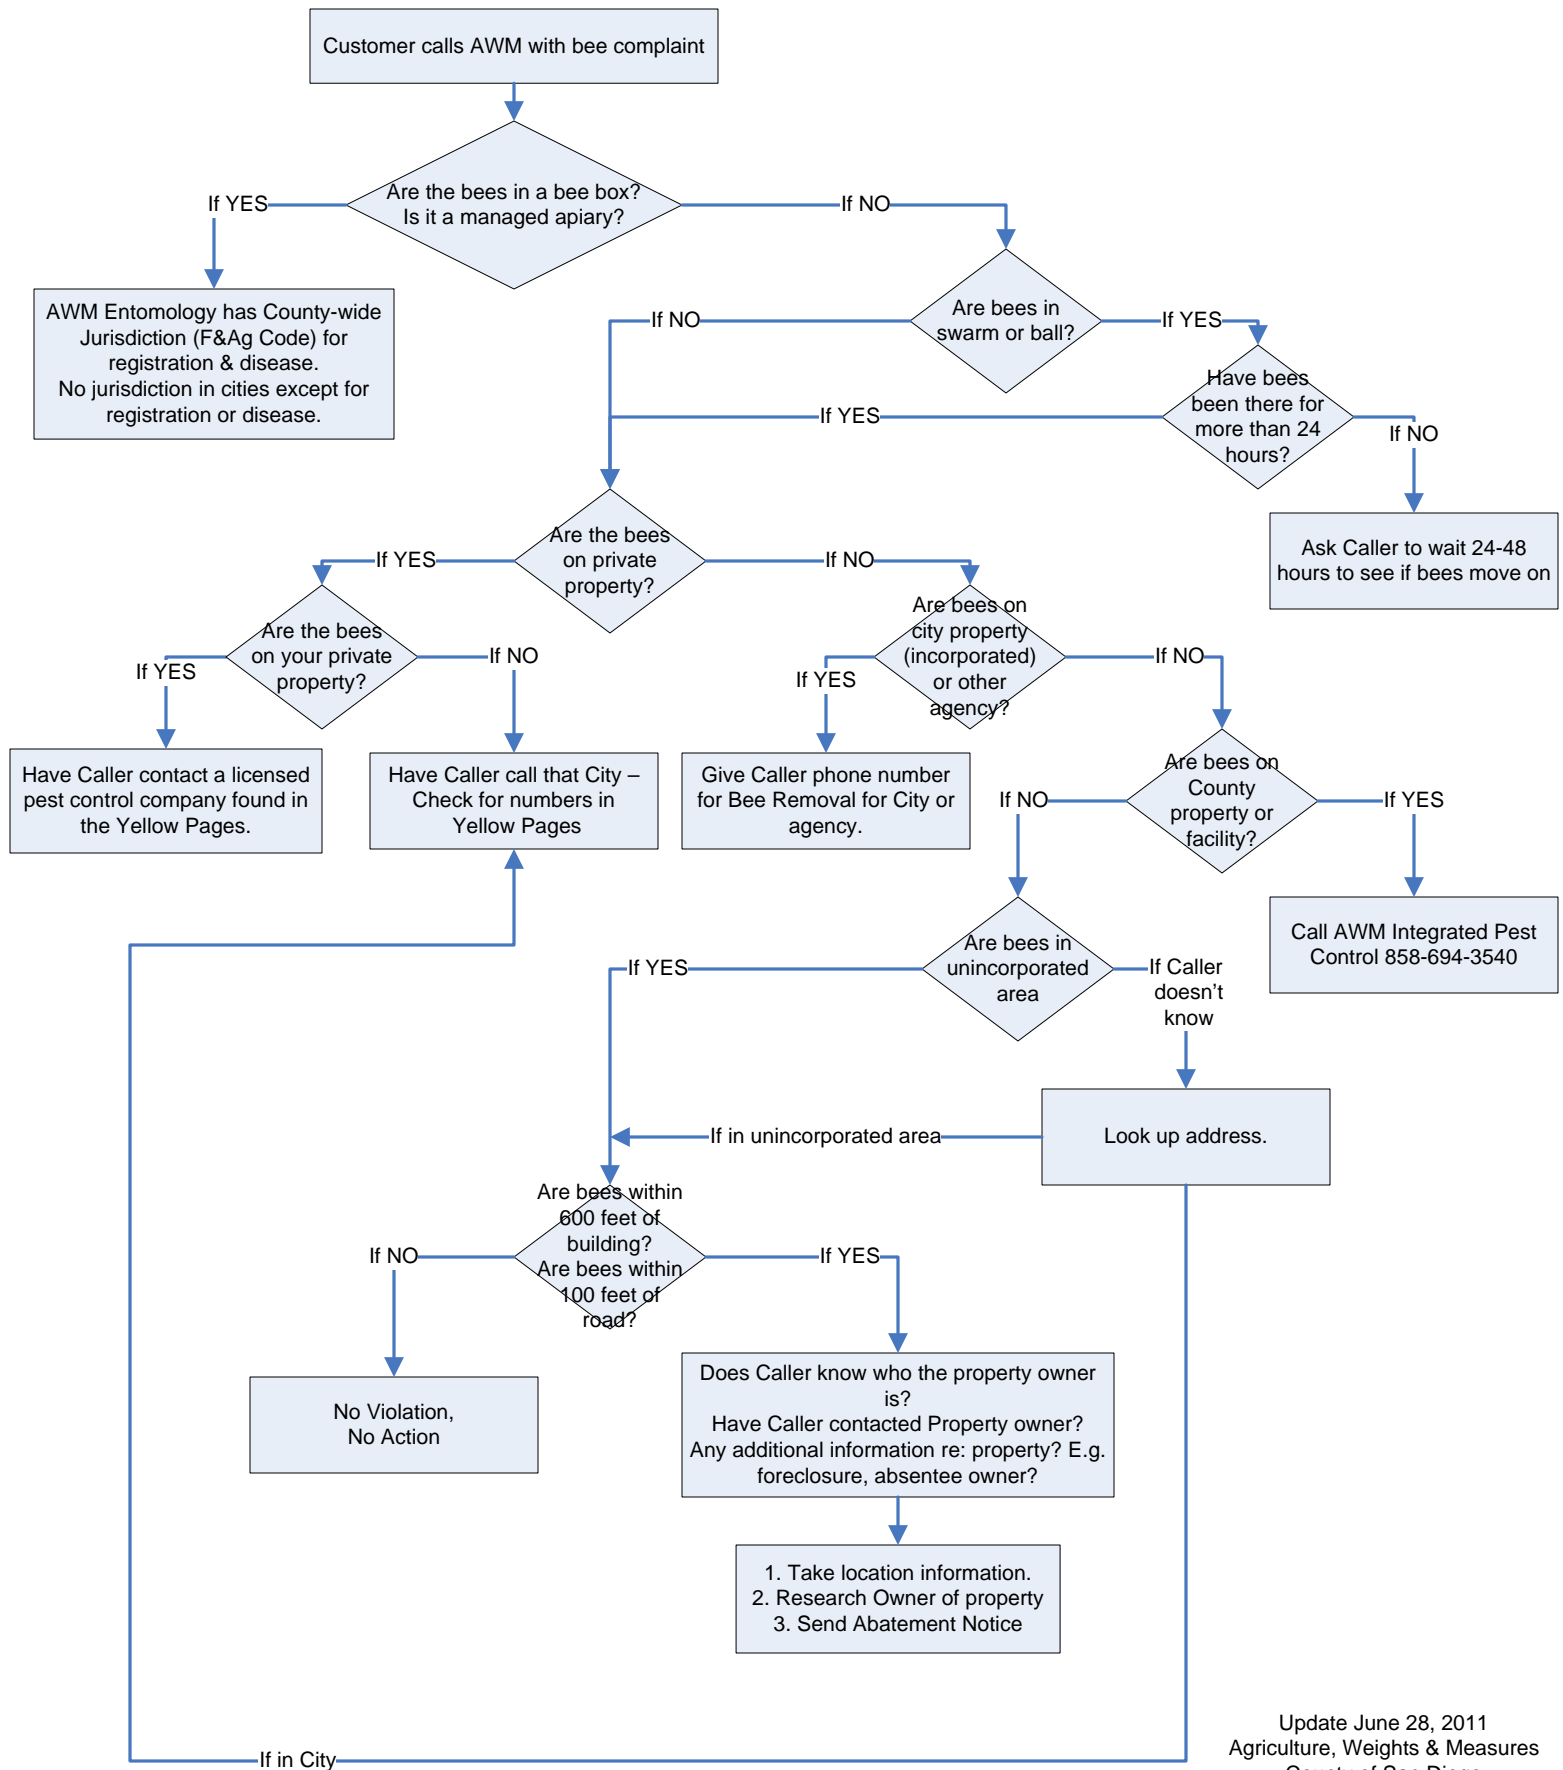 Customer calls AWM with bee complaint
Are the bees in a bee box?
Is it a managed apiary?
If YES
If NO
AWM Entomology has County-wide
Jurisdiction (F&Ag Code) for
registration & disease.
No jurisdiction in cities except for
registration or disease.
Are bees in
swarm or ball?
If NO
If YES
Have bees
been there for
more than 24
hours?
If YES
If NO
Ask Caller to wait 24-48
hours to see if bees move on
Are the bees
on private
property?
If YES
If NO
Are the bees
on your private
property?
If YES
If NO
Are bees on
city property
(incorporated)
or other
agency?
If YES
If NO
Have Caller contact a licensed
pest control company found in
the Yellow Pages.
Have Caller call that City –
Check for numbers in
Yellow Pages
Give Caller phone number
for Bee Removal for City or
agency.
Are bees on
County
property or
facility?
If NO
If YES
Call AWM Integrated Pest
Control 858-694-3540
Are bees in
unincorporated
area
If YES
If Caller
doesn't
know
Look up address.
If in unincorporated area
Are bees within
600 feet of
building?
Are bees within
100 feet of
road?
If NO
If YES
No Violation,
No Action
Does Caller know who the property owner
is?
Have Caller contacted Property owner?
Any additional information re: property? E.g.
foreclosure, absentee owner?
1. Take location information.
2. Research Owner of property
3. Send Abatement Notice
If in City
Update June 28, 2011
Agriculture, Weights & Measures
County of San Diego